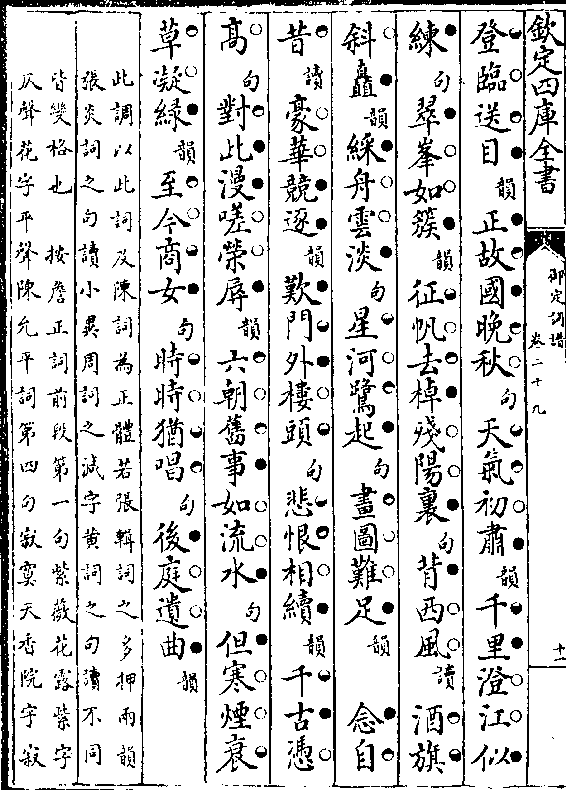 欽定四庫全書
御定詞譜
卷二十九
十一
登臨送目韻正故國晚秋句天氣初肅韻千里澄江似
練句翠峯如簇韻征帆去棹殘陽裏句背西風讀酒旗
斜矗韻綵舟雲淡句星河鷺起句畫圖難足韻 念自
昔讀豪華競逐韻歎門外樓頭句悲恨相續韻千古憑
高句對此漫嗟榮辱韻六朝舊事如流水句但寒煙衰
草凝緑韻至今商女句時時猶唱句後庭遺曲韻
此調以此詞及陳詞為正體若張輯詞之多押兩韻
張炎詞之句讀小異周詞之減字黄詞之句讀不同
皆變格也 按詹正詞前段第一句紫薇花露紫字
仄聲花字平聲陳允平詞第四句寂寞天香院宇寂